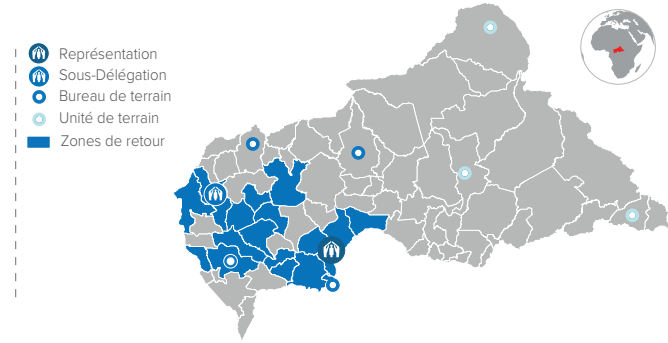 Représentation
Sous-Délégation
Bureau de terrain
Unité de terrain
Zones de retour